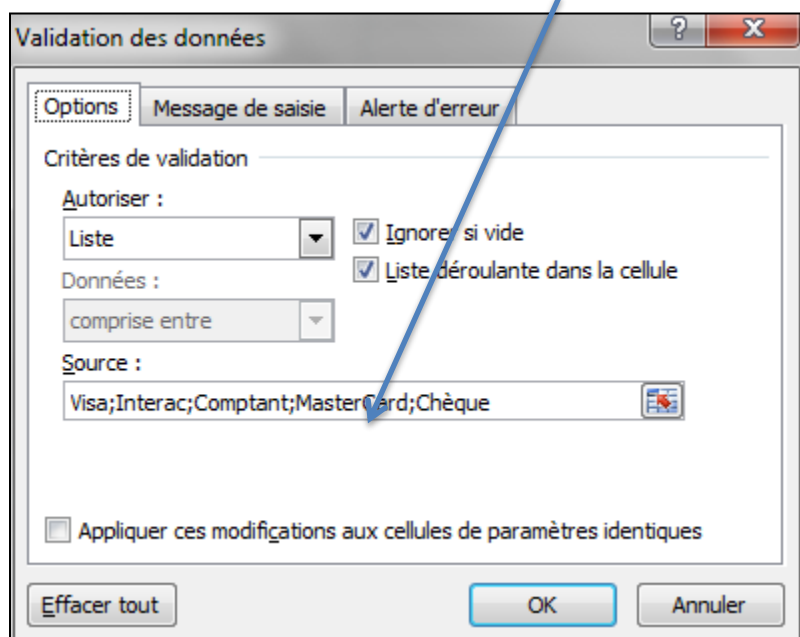 Validation des données
?
X
Options Message de saisie Alerte d'erreur
Critères de validation
Autoriser :
Liste
Ignorer si vide
Liste déroulante dans la cellule
Données :
comprise entre
Source :
Visa;Interac;Comptant;MasterCard;Chèque
Appliquer ces modifications aux cellules de paramètres identiques
Effacer tout OK Annuler